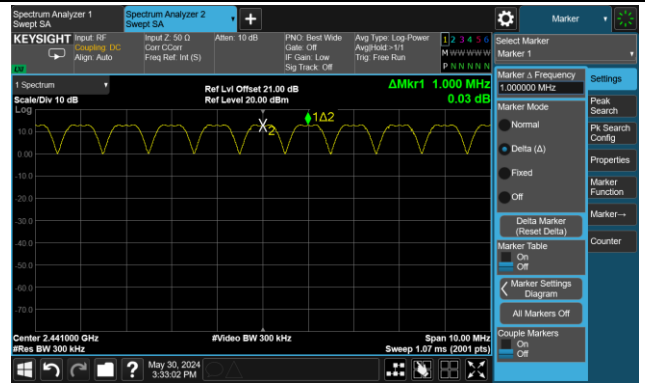 Spectrum Analyzer 1
Swept SA
Spectrum Analyzer 2
Swept SA
Marker
KEYSIGHT
Input: RF
Coupling: DC
Align: Auto
Input Z: 50 Ω
Corr CCorr
Freq Ref: Int (S)
Atten: 10 dB
PNO: Best Wide
Gate: Off
IF Gain: Low
Sig Track: Off
Avg Type: Log-Power
Avg|Hold:>1/1
Trig: Free Run
1 2 3 4 5 6
M W W W W W
P N N N N N
Select Marker
Marker 1
1 Spectrum
Scale/Div 10 dB
Ref Lvl Offset 21.00 dB
Ref Level 20.00 dBm
ΔMkr1 1.000 MHz
0.03 dB
Log
10.0
0.00
-10.0
-20.0
-30.0
-40.0
-50.0
-60.0
-70.0
2
1Δ2
Center 2.441000 GHz
#Res BW 300 kHz
#Video BW 300 kHz
Span 10.00 MHz
Sweep 1.07 ms (2001 pts)
Marker Δ Frequency
1.000000 MHz
Marker Mode
Normal
Delta (Δ)
Fixed
Off
Delta Marker
(Reset Delta)
Marker Table
On
Off
Marker Settings
Diagram
All Markers Off
Couple Markers
On
Off
Settings
Peak
Search
Pk Search
Config
Properties
Marker
Function
Marker→
Counter
May 30, 2024
3:33:02 PM